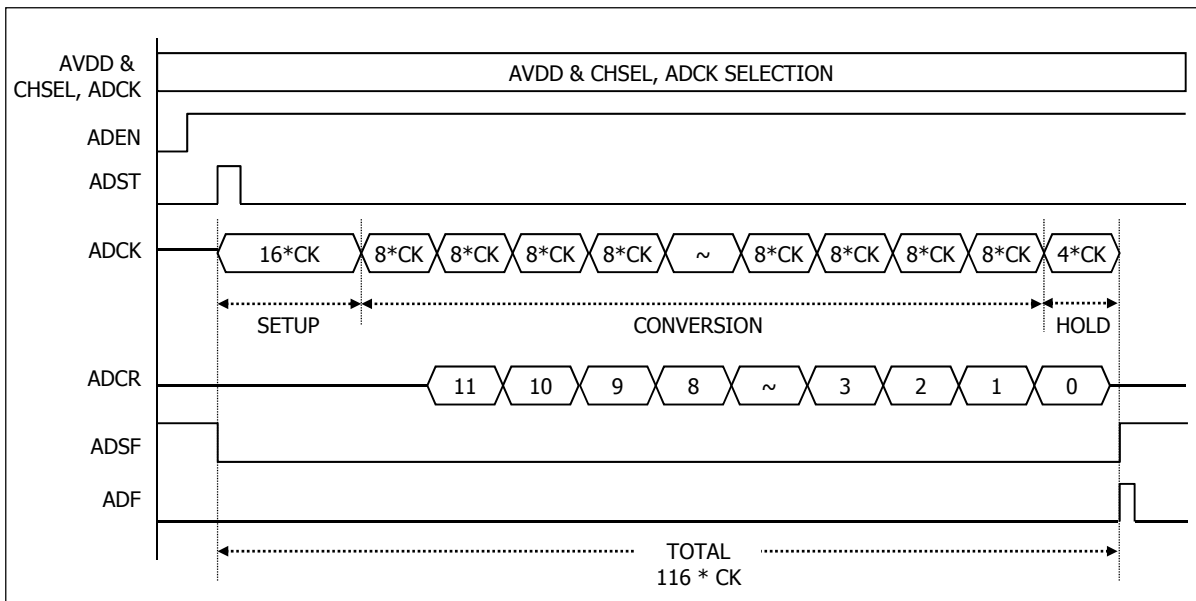 AVDD &
CHSEL, ADCK
AVDD & CHSEL, ADCK SELECTION
ADEN
ADST
ADCK
16*CK 8*CK 8*CK 8*CK 8*CK ~ 8*CK 8*CK 8*CK 8*CK 4*CK
SETUP CONVERSION HOLD
ADCR
11 10 9 8 ~ 3 2 1 0
ADSF
ADF
TOTAL
116 * CK